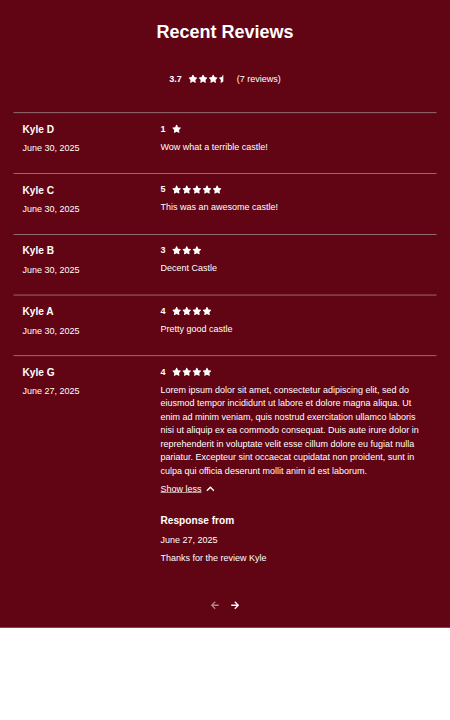 Recent Reviews
3.7 (7 reviews)
Kyle D
June 30, 2025
1
Wow what a terrible castle!
Kyle C
June 30, 2025
5
This was an awesome castle!
Kyle B
June 30, 2025
3
Decent Castle
Kyle A
June 30, 2025
4
Pretty good castle
Kyle G
June 27, 2025
4
Lorem ipsum dolor sit amet, consectetur adipiscing elit, sed do
eiusmod tempor incididunt ut labore et dolore magna aliqua. Ut
enim ad minim veniam, quis nostrud exercitation ullamco laboris
nisi ut aliquip ex ea commodo consequat. Duis aute irure dolor in
reprehenderit in voluptate velit esse cillum dolore eu fugiat nulla
pariatur. Excepteur sint occaecat cupidatat non proident, sunt in
culpa qui officia deserunt mollit anim id est laborum.
Show less
Response from
June 27, 2025
Thanks for the review Kyle